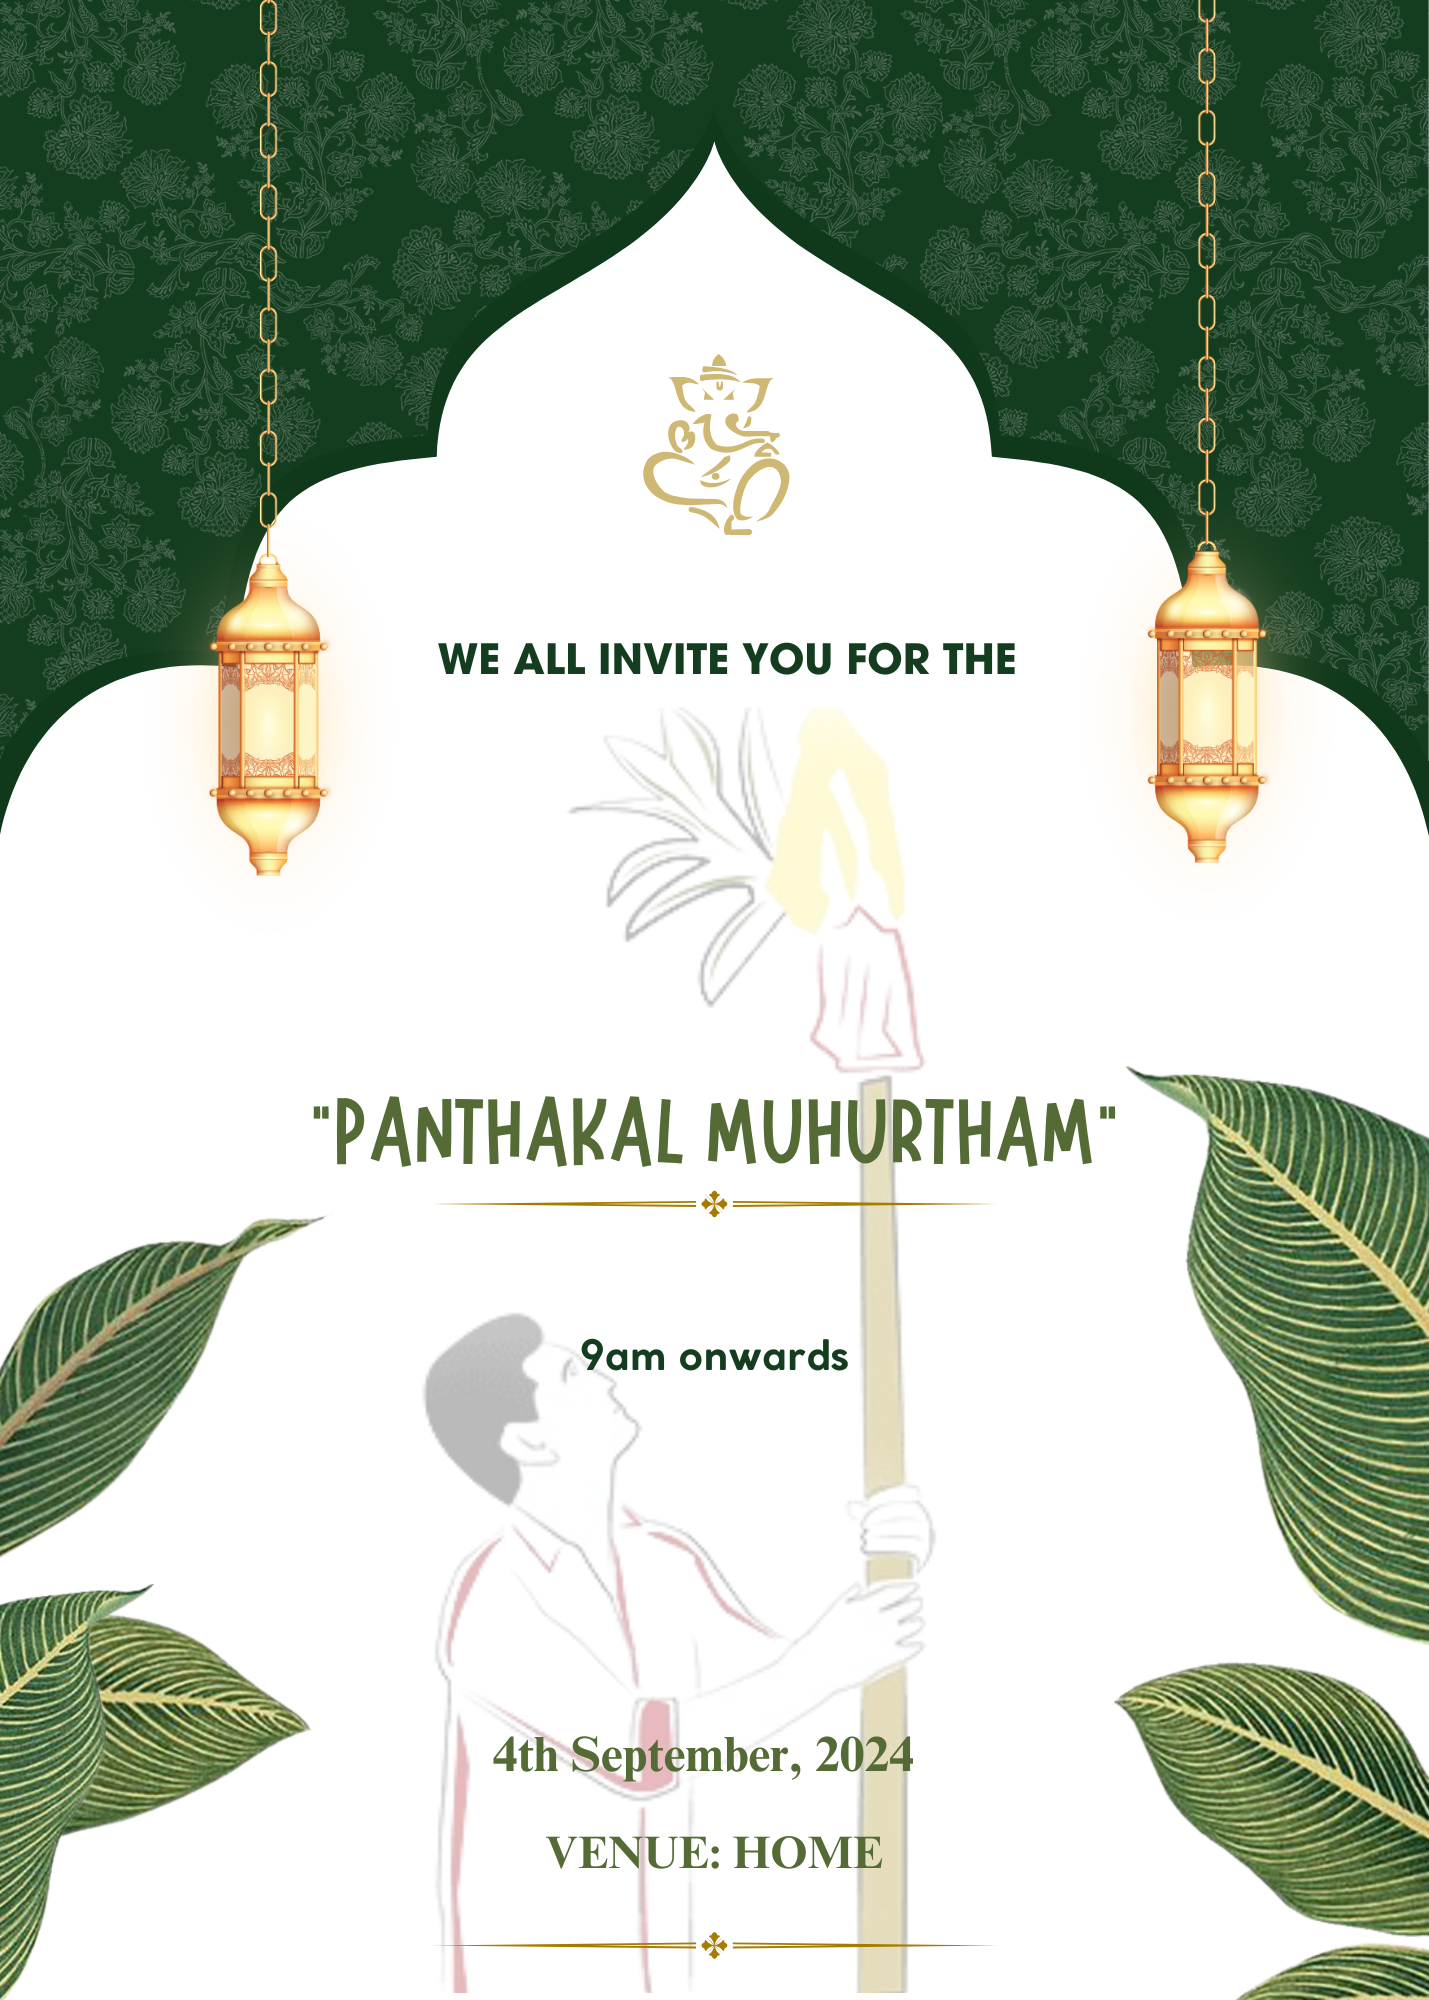 WE ALL INVITE YOU FOR THE
"PANTHAKAL MUHURTHAM"
9am onwards
4th September, 2024
VENUE: HOME